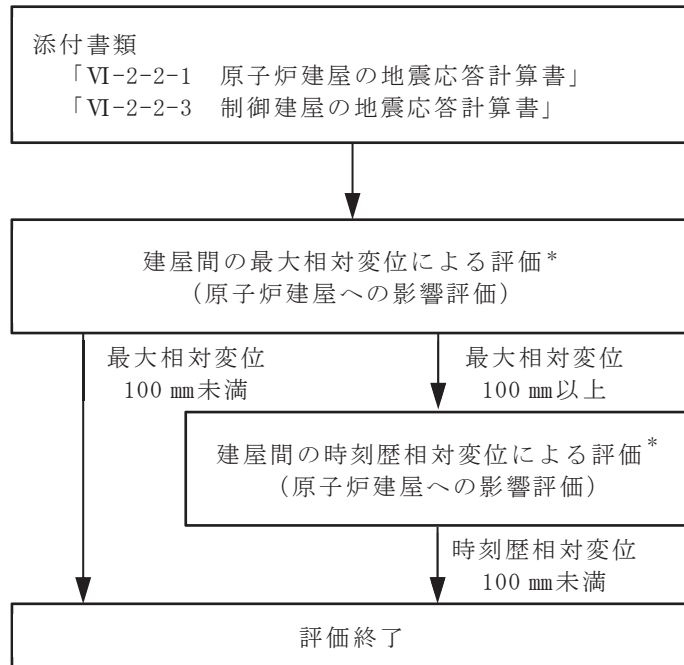 添付書類
「Ⅵ-2-2-1 原子炉建屋の地震応答計算書」
「Ⅵ-2-2-3 制御建屋の地震応答計算書」
建屋間の最大相対変位による評価*
(原子炉建屋への影響評価)
最大相対変位
100 ㎜未満
最大相対変位
100 ㎜以上
建屋間の時刻歴相対変位による評価*
(原子炉建屋への影響評価)
時刻歴相対変位
100 ㎜未満
評価終了